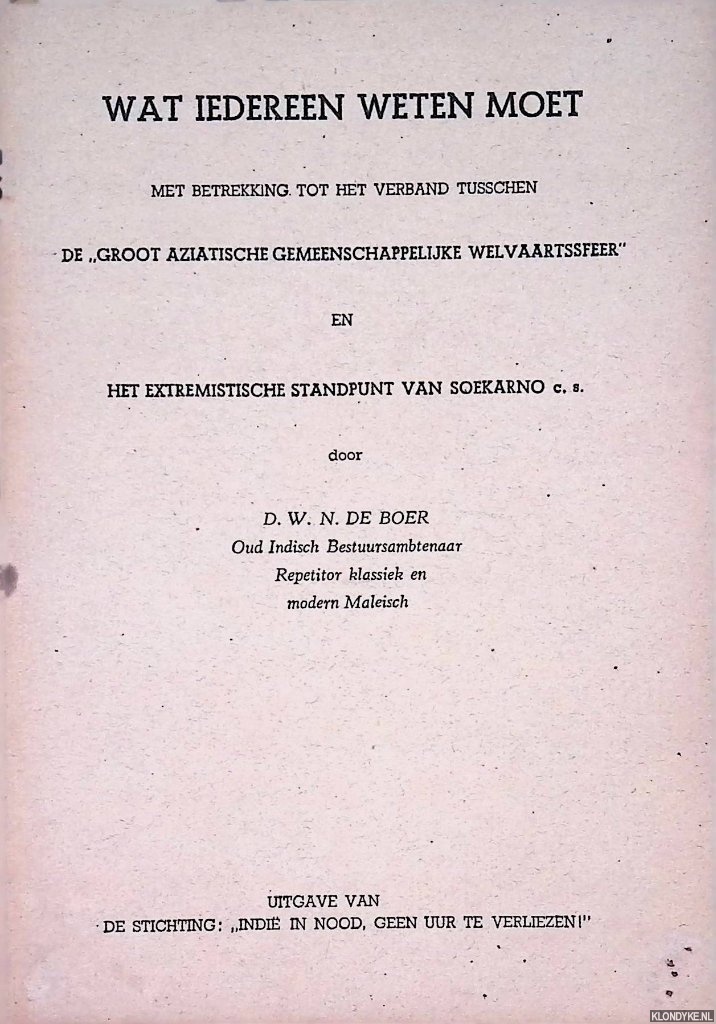 WAT IEDEREEN WETEN MOET
MET BETREKKING TOT HET VERBAND TUSSCHEN
DE „GROOT AZIATISCHE GEMEENSCHAPPELIJKE WELVAARTSSFEER"
EN
HET EXTREMISTISCHE STANDPUNT VAN SOEKARNO c. s.
door
D. W. N. DE BOER
Oud Indisch Bestuursambtenaar
Repetitor klassiek en
modern Maleisch
UITGAVE VAN
DE STICHTING: „INDIË IN NOOD, GEEN UUR TE VERLIEZEN!"
KLONDYKE.NL